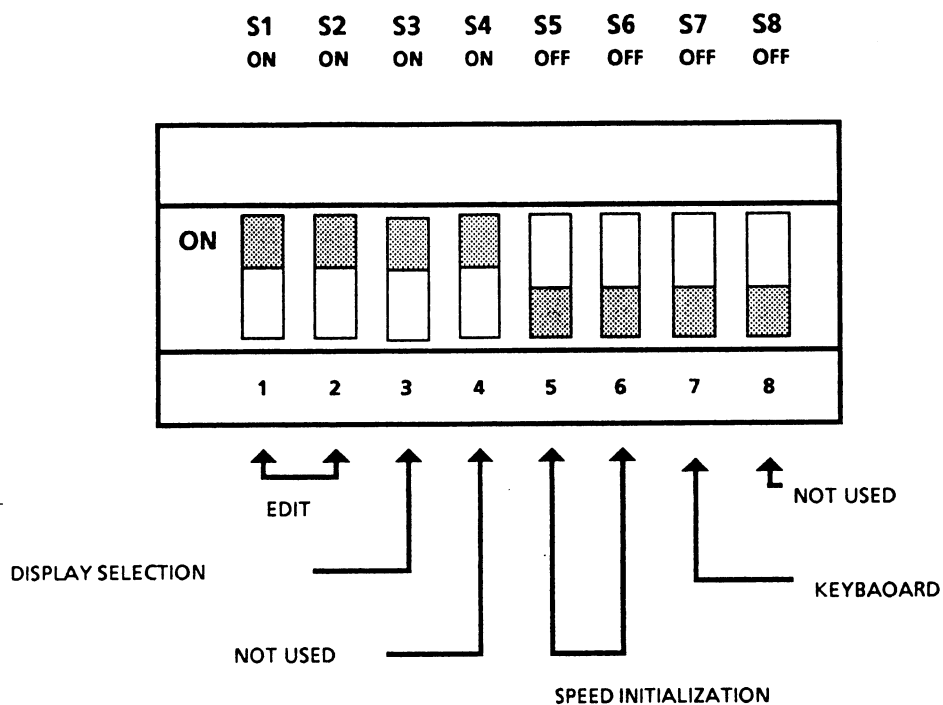 S1 S2 S3 S4 S5 S6 S7 S8
ON ON ON ON OFF OFF OFF OFF
ON
1 2 3 4 5 6 7 8
EDIT
NOT USED
DISPLAY SELECTION
KEYBAOARD
NOT USED
SPEED INITIALIZATION